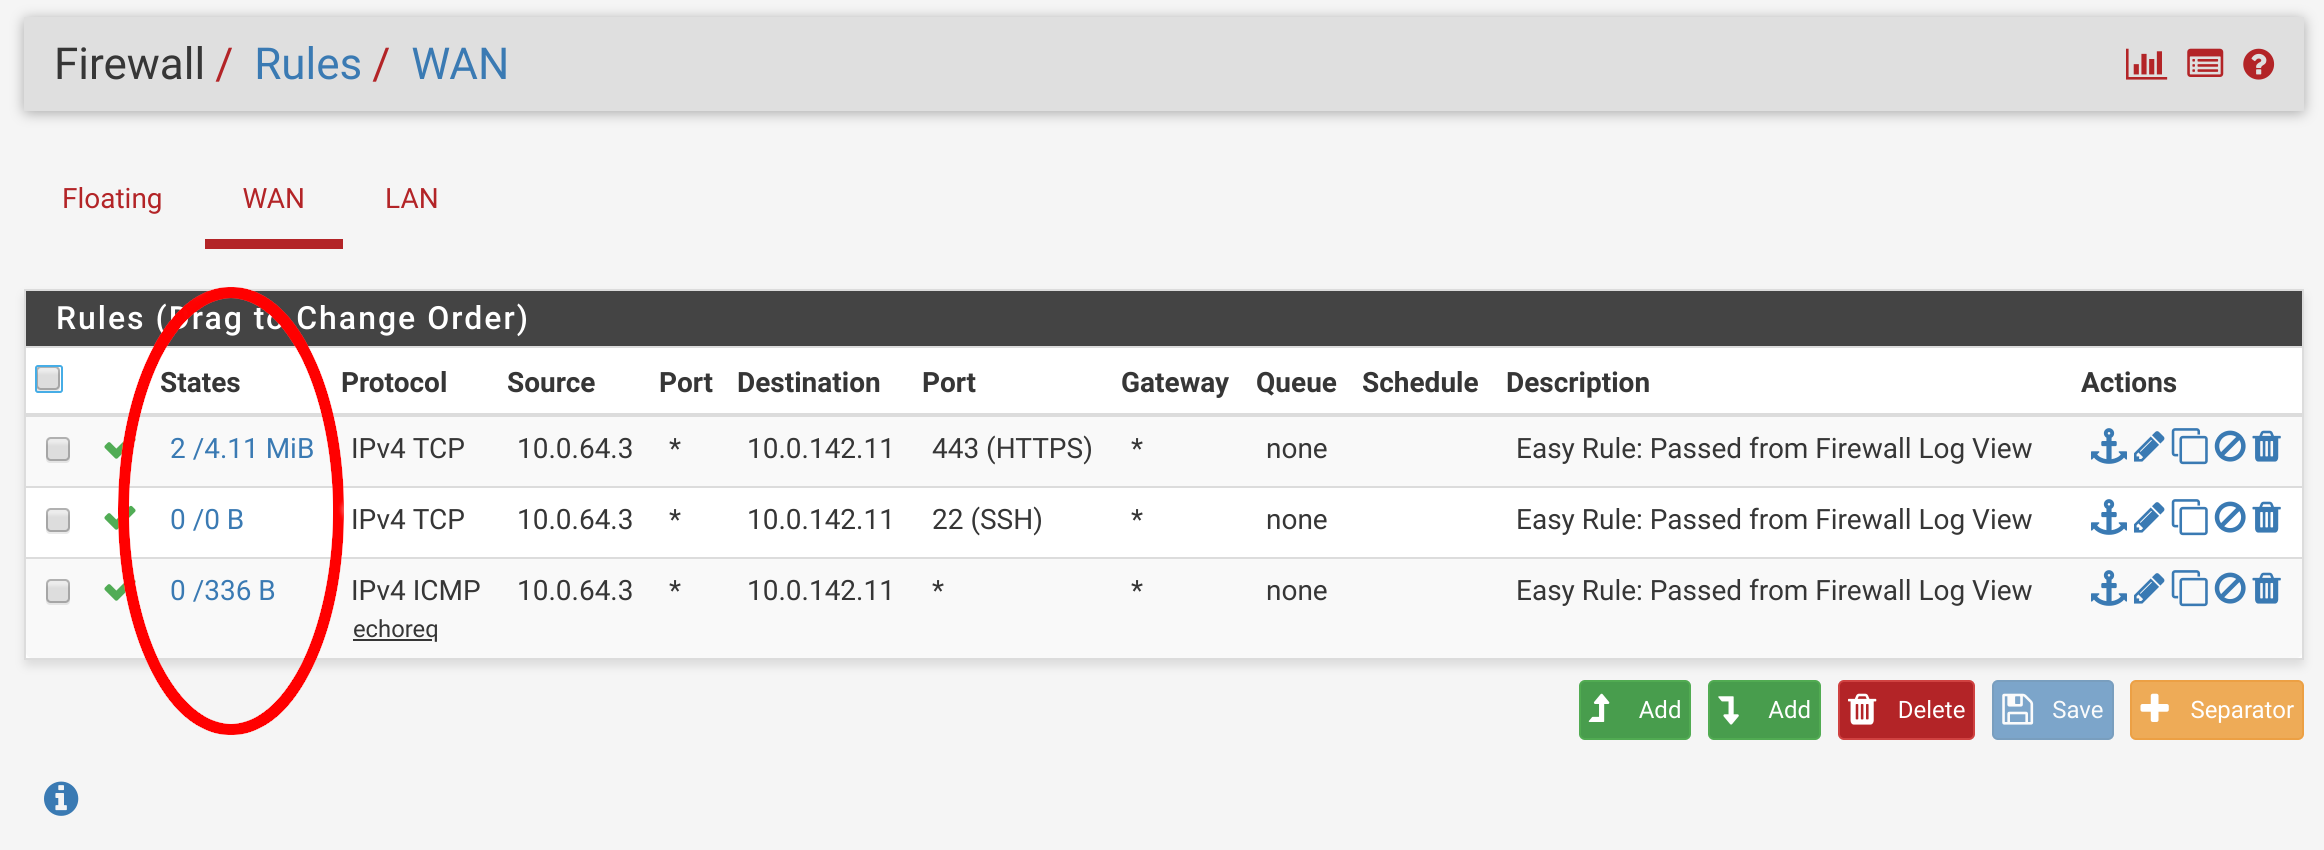 Firewall / Rules / WAN
Floating WAN LAN
Rules (Drag to Change Order)
States Protocol Source Port Destination Port Gateway Queue Schedule Description Actions
2 /4.11 MiB IPv4 TCP 10.0.64.3 * 10.0.142.11 443 (HTTPS) * none Easy Rule: Passed from Firewall Log View
0 /0 B IPv4 TCP 10.0.64.3 * 10.0.142.11 22 (SSH) * none Easy Rule: Passed from Firewall Log View
0 /336 B IPv4 ICMP 10.0.64.3 * 10.0.142.11 * * none Easy Rule: Passed from Firewall Log View
echoreq
Add Add Delete Save Separator